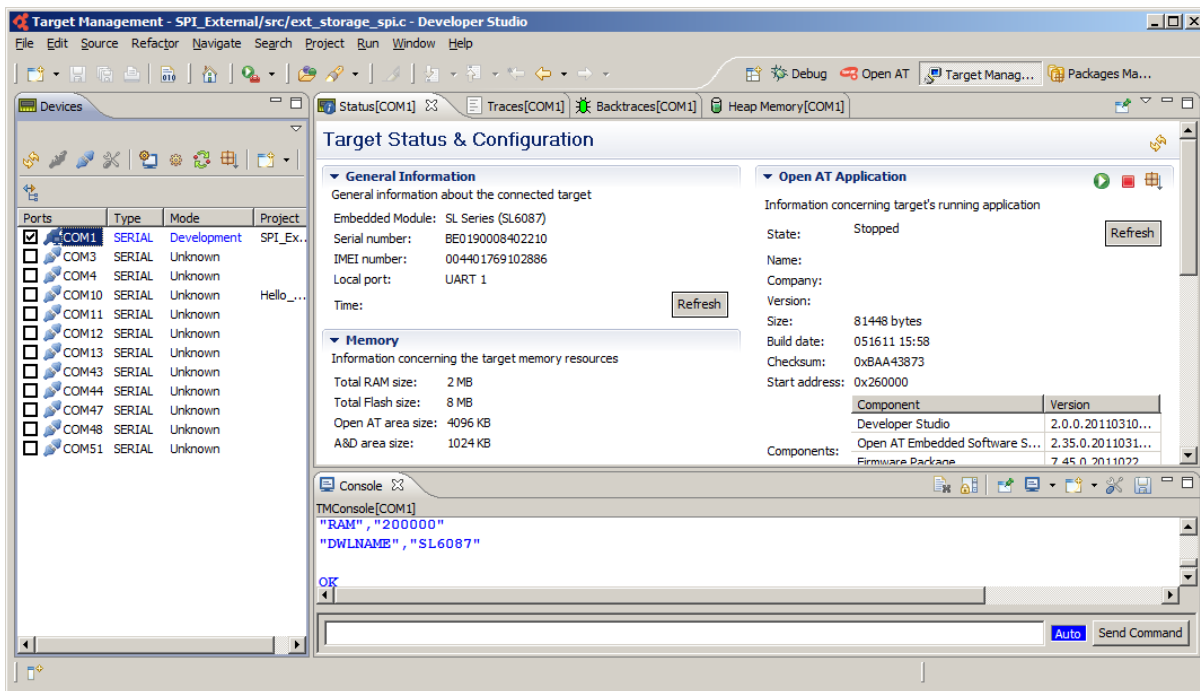 Target Management - SPI_External/src/ext_storage_spi.c - Developer Studio
File Edit Source Refactor Navigate Search Project Run Window Help
Debug Open AT Target Manag... Packages Ma...
Devices
Ports Type Mode Project
COM1 SERIAL Development SPI_Ex..
COM3 SERIAL Unknown
COM4 SERIAL Unknown
COM10 SERIAL Unknown Hello_...
COM11 SERIAL Unknown
COM12 SERIAL Unknown
COM13 SERIAL Unknown
COM43 SERIAL Unknown
COM44 SERIAL Unknown
COM47 SERIAL Unknown
COM48 SERIAL Unknown
COM51 SERIAL Unknown
Status[COM1] Traces[COM1] Backtraces[COM1] Heap Memory[COM1]
Target Status & Configuration
General Information
General information about the connected target
Embedded Module: SL Series (SL6087)
Serial number: BE0190008402210
IMEI number: 004401769102886
Local port: UART 1
Time: Refresh
Memory
Information concerning the target memory resources
Total RAM size: 2 MB
Total Flash size: 8 MB
Open AT area size: 4096 KB
A&D area size: 1024 KB
Open AT Application
Information concerning target's running application
State: Stopped Refresh
Name:
Company:
Version:
Size: 81448 bytes
Build date: 051611 15:58
Checksum: 0xBAA43873
Start address: 0x260000
Components:
Component Version
Developer Studio 2.0.0.20110310...
Open AT Embedded Software S... 2.35.0.2011031...
Firmware Package 7.45.0.2011022
Console
TMConsole[COM1]
"RAM","200000"
"DWLNAME","SL6087"
OK
Auto Send Command